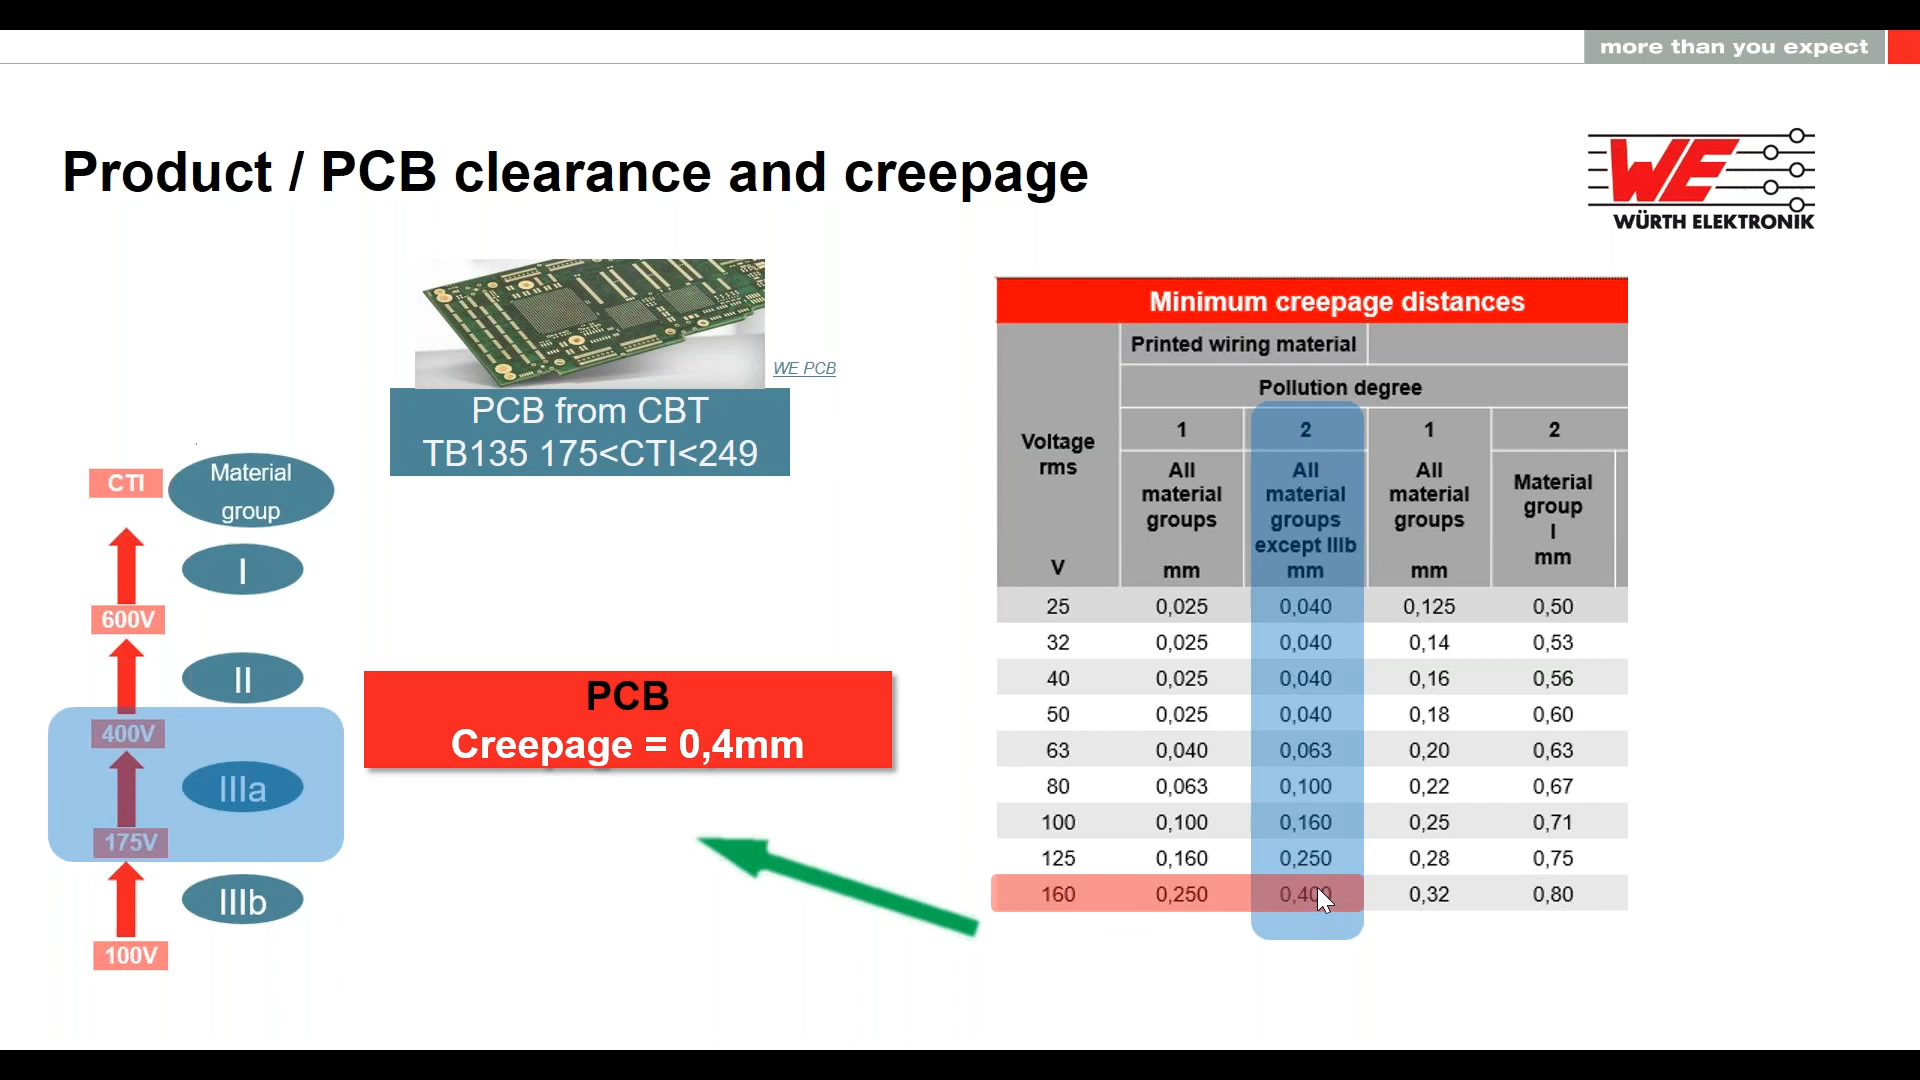 more than you expect
Product / PCB clearance and creepage
WE
WÜRTH ELEKTRONIK
WE PCB
PCB from CBT
TB135 175<CTI<249
CTI
Material
group
I
600V
II
400V
IIIa
175V
IIIb
100V
PCB
Creepage = 0,4mm
Minimum creepage distances
Printed wiring material
Pollution degree
Voltage
rms
V
1
2
1
2
All
material
groups
mm
All
material
groups
except IIIb
mm
All
material
groups
mm
Material
group
I
mm
25 0,025 0,040 0,125 0,50
32 0,025 0,040 0,14 0,53
40 0,025 0,040 0,16 0,56
50 0,025 0,040 0,18 0,60
63 0,040 0,063 0,20 0,63
80 0,063 0,100 0,22 0,67
100 0,100 0,160 0,25 0,71
125 0,160 0,250 0,28 0,75
160 0,250 0,400 0,32 0,80